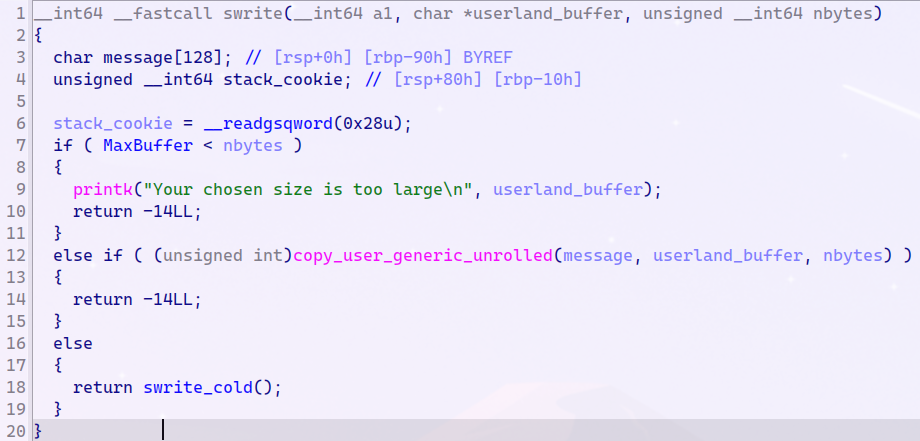 1 __int64 __fastcall swrite(__int64 a1, char *userland_buffer, unsigned __int64 nbytes)
2 {
3   char message[128]; // [rsp+0h] [rbp-90h] BYREF
4   unsigned __int64 stack_cookie; // [rsp+80h] [rbp-10h]
5
6   stack_cookie = __readgsqword(0x28u);
7   if ( MaxBuffer < nbytes )
8   {
9     printk("Your chosen size is too large\n", userland_buffer);
10     return -14LL;
11   }
12   else if ( (unsigned int)copy_user_generic_unrolled(message, userland_buffer, nbytes) )
13   {
14     return -14LL;
15   }
16   else
17   {
18     return swrite_cold();
19   }
20 }